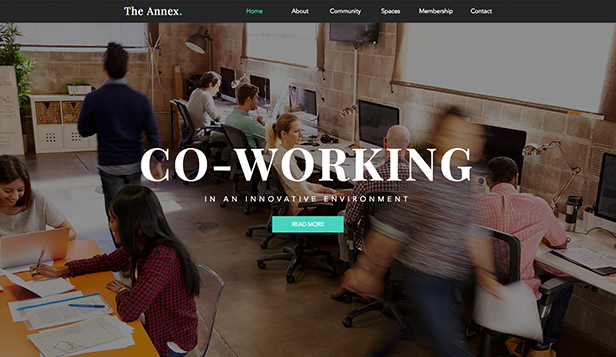 The Annex.
Home About Community Spaces Membership Contact
CO-WORKING
IN AN INNOVATIVE ENVIRONMENT
READ MORE